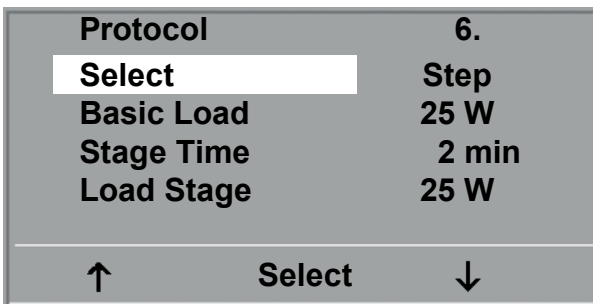 Protocol 6.
Select Step
Basic Load 25 W
Stage Time 2 min
Load Stage 25 W
↑ Select ↓